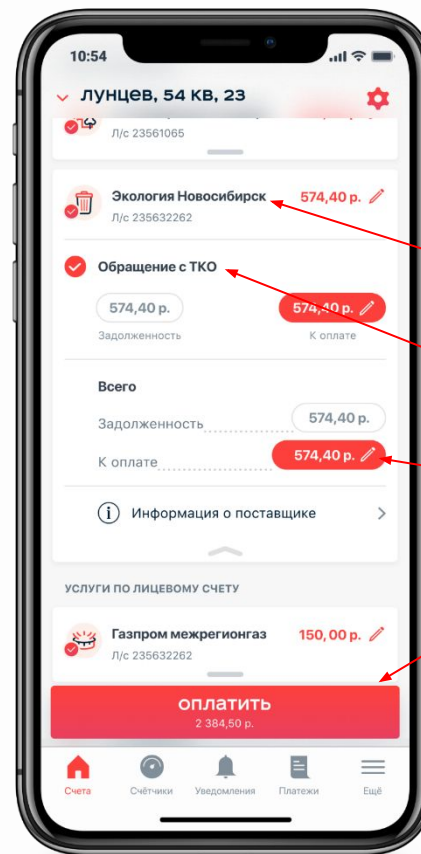 10:54
ЛУНЦЕВ, 54 КВ, 23
Л/с 23561065
Экология Новосибирск 574,40 р.
Л/с 235632262
Обращение с ТКО
574,40 р. 574,40 р.
Задолженность К оплате
Всего
Задолженность 574,40 р.
К оплате 574,40 р.
Информация о поставщике
УСЛУГИ ПО ЛИЦЕВОМУ СЧЕТУ
Газпром межрегионгаз 150,00 р.
Л/с 235632262
ОПЛАТИТЬ
2 384,50 р.
Счета Счётчики Уведомления Платежи Ещё